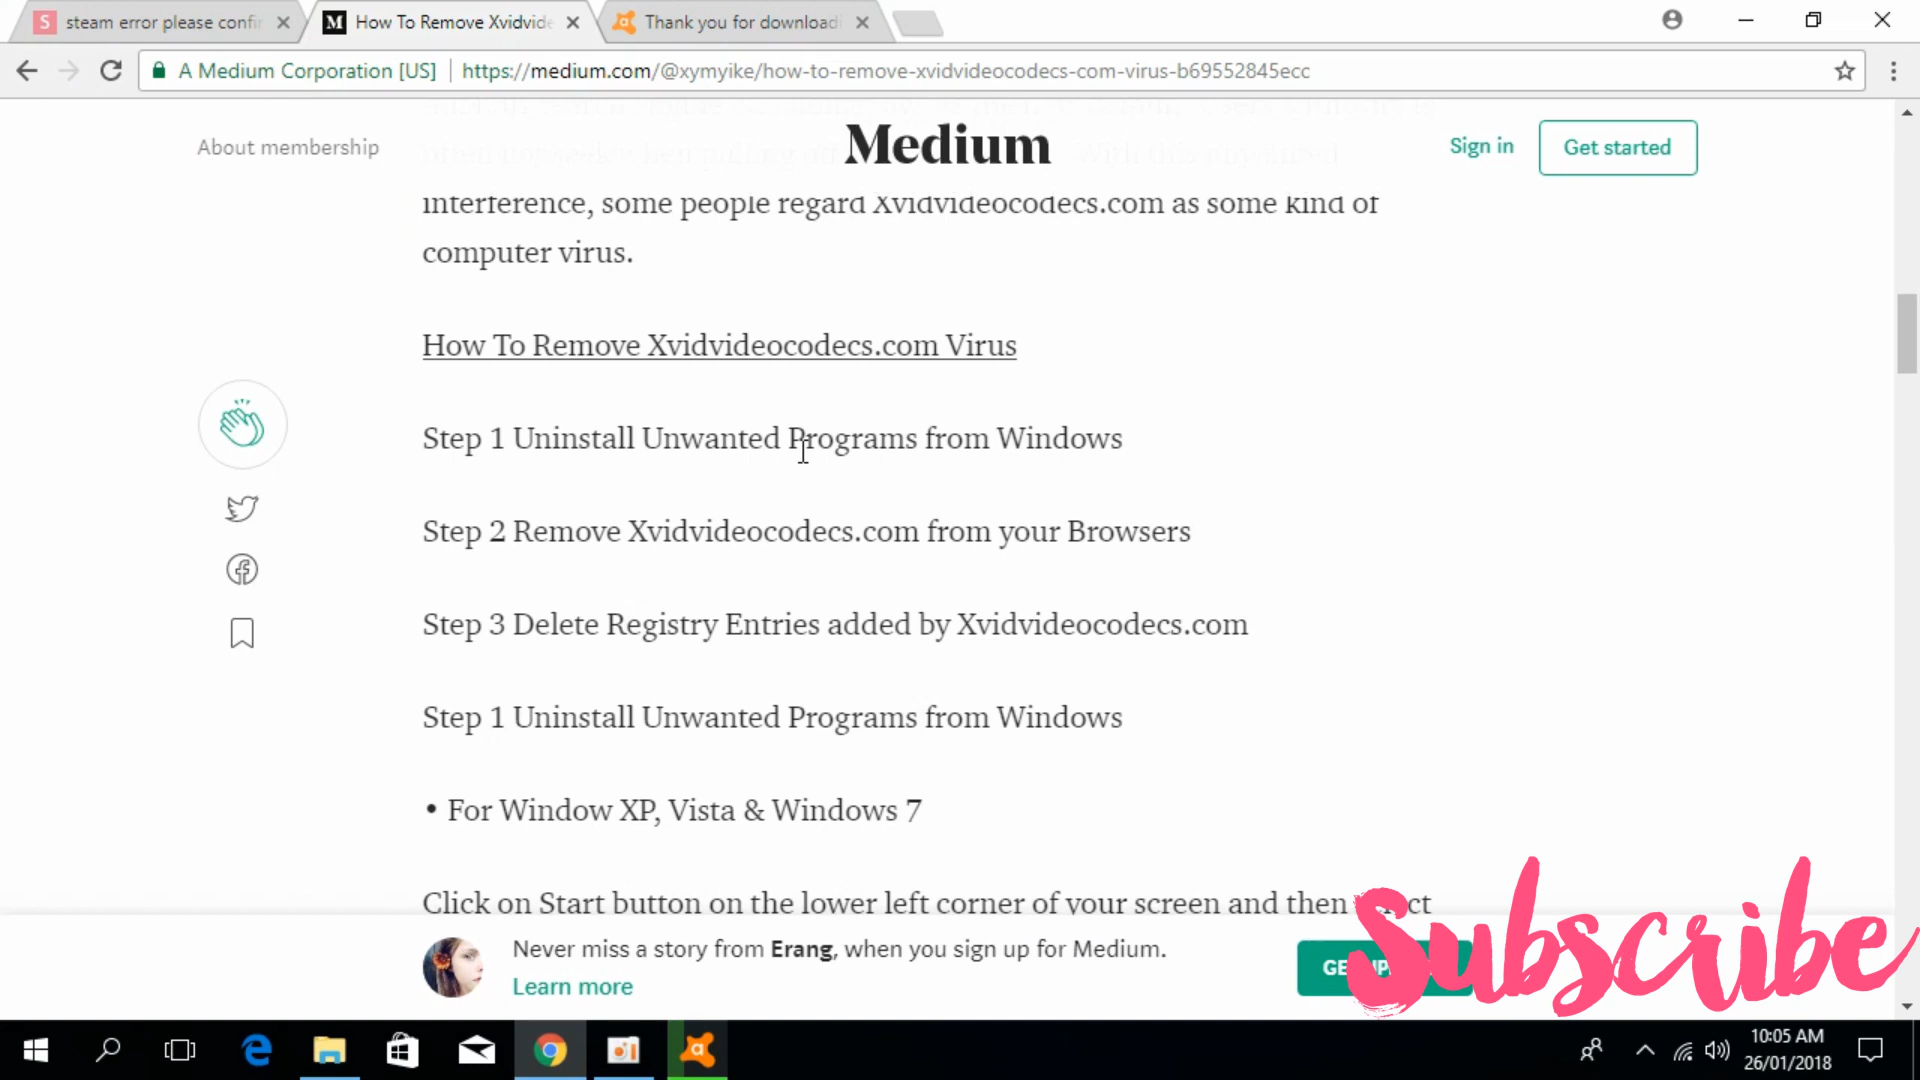 steam error please confi
How To Remove Xvidvide
Thank you for downloadi
A Medium Corporation [US]
https://medium.com/@xymyike/how-to-remove-xvidvideocodecs-com-virus-b69552845ecc
About membership
Medium
Sign in
Get started
interference, some people regard Xvidvideocodecs.com as some kind of
computer virus.
How To Remove Xvidvideocodecs.com Virus
Step 1 Uninstall Unwanted Programs from Windows
Step 2 Remove Xvidvideocodecs.com from your Browsers
Step 3 Delete Registry Entries added by Xvidvideocodecs.com
Step 1 Uninstall Unwanted Programs from Windows
• For Window XP, Vista & Windows 7
Click on Start button on the lower left corner of your screen and then
Never miss a story from Erang, when you sign up for Medium.
Learn more
Subscribe
10:05 AM
26/01/2018